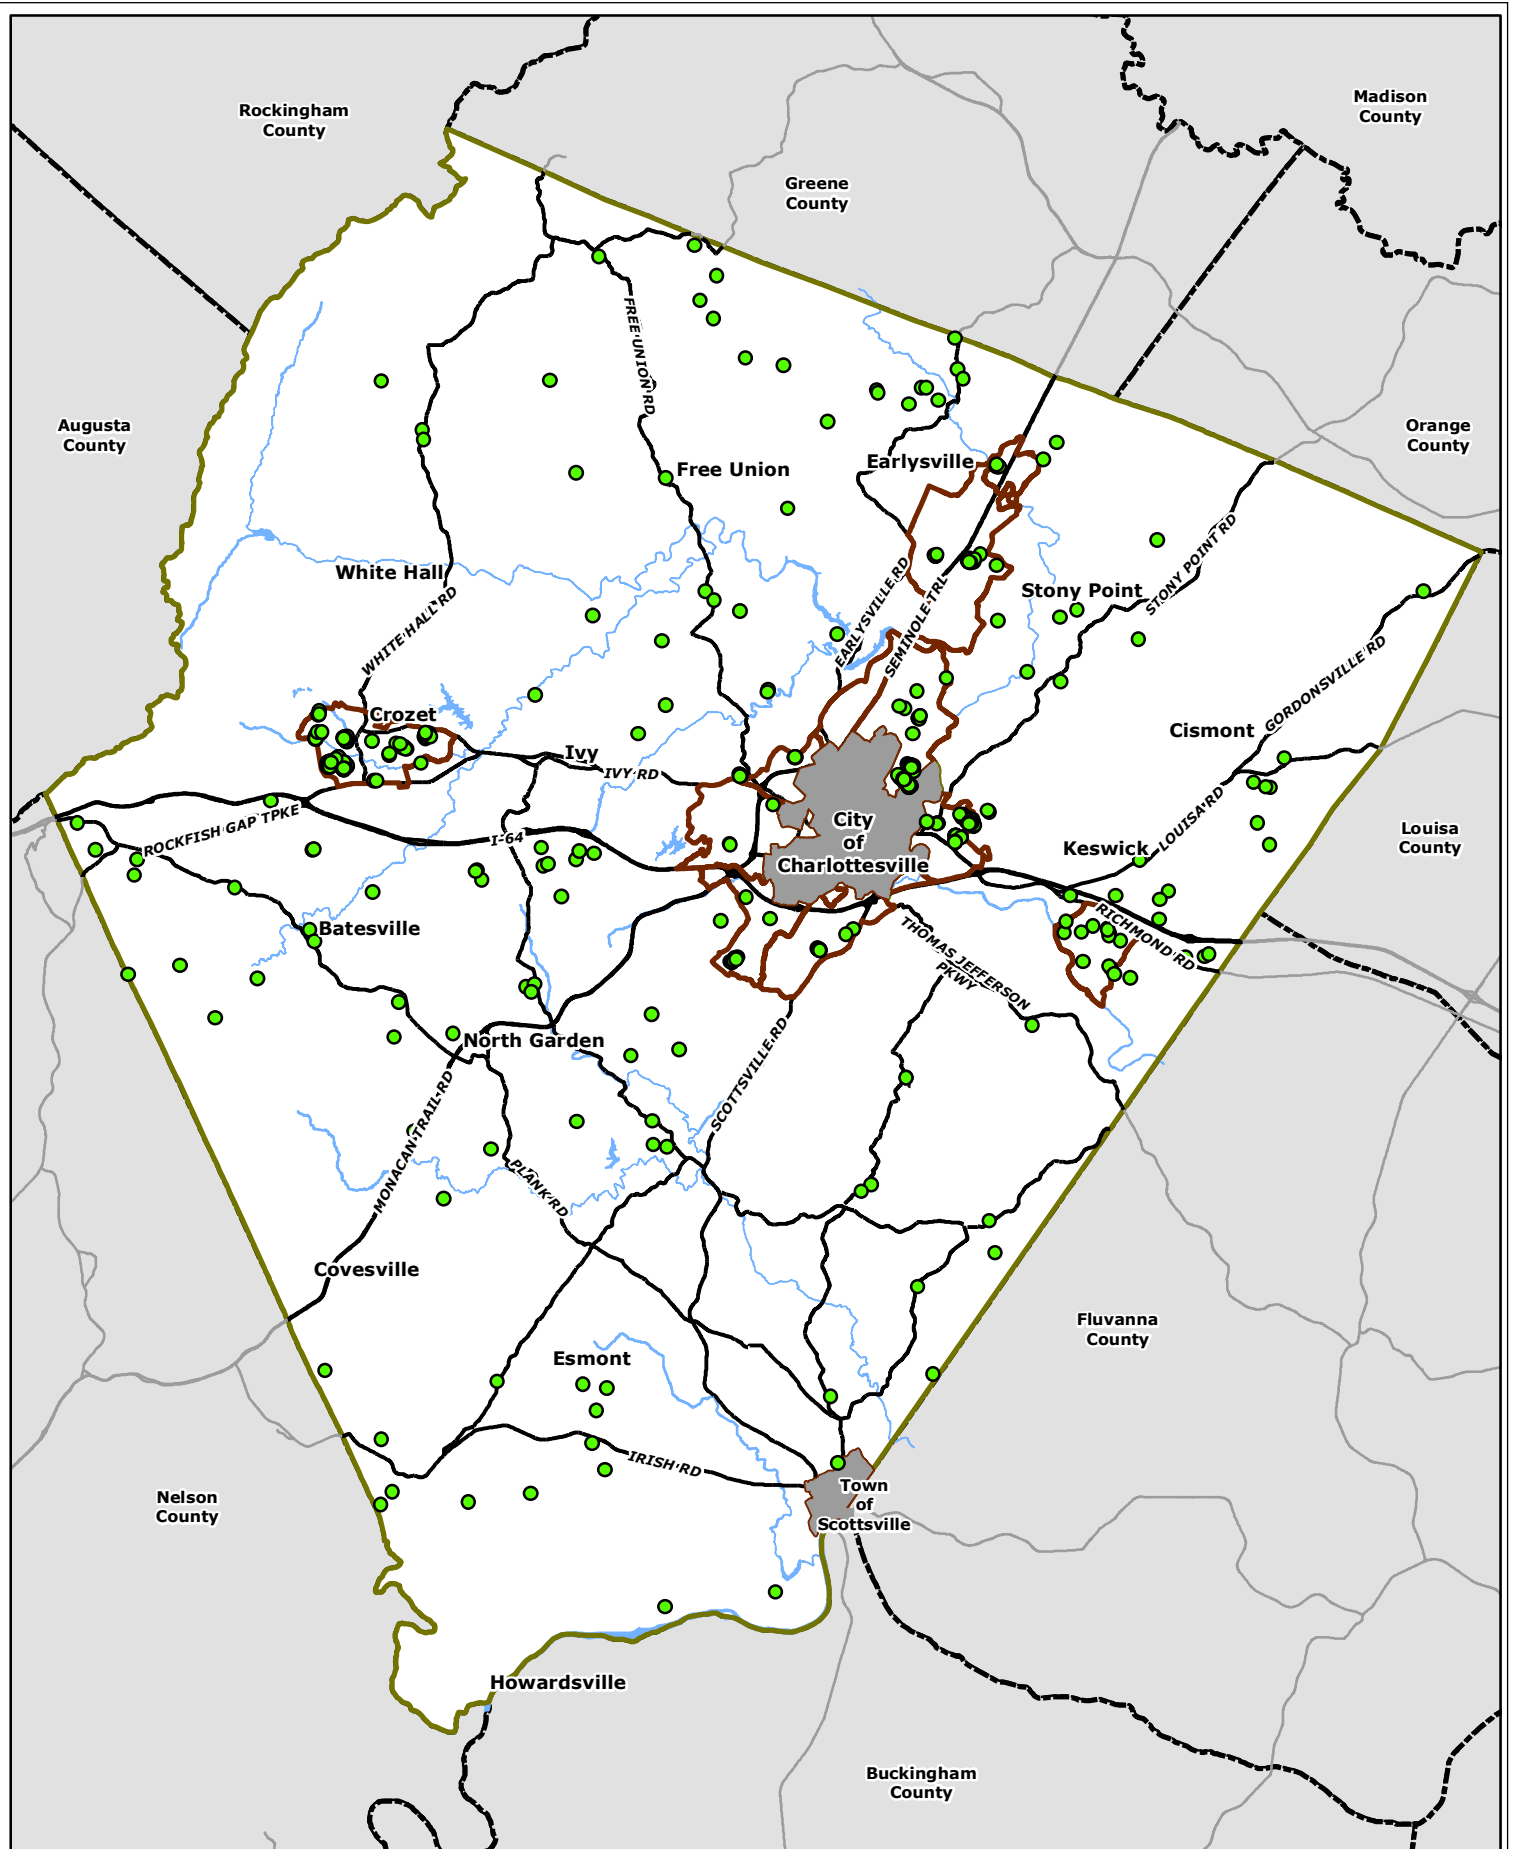 Rockingham
County
Madison
County
Greene
County
Augusta
County
Orange
County
FREE UNION RD
Earlysville
Free Union
STONY POINT RD
White Hall
EARLYSVILLE RD
SEMINOLE TRL
Stony Point
WHITE HALL RD
GORDONSVILLE RD
Crozet
Cismont
Ivy
IVY RD
ROCKFISH GAP TPKE
I-64
City
of
Charlottesville
LOUISA RD
Keswick
Louisa
County
Batesville
RICHMOND RD
THOMAS JEFFERSON
PKWY
North Garden
SCOTTSVILLE RD
MONACAN TRAIL RD
PLANK RD
Covesville
Fluvanna
County
Esmont
IRISH RD
Nelson
County
Town
of
Scottsville
Howardsville
Buckingham
County